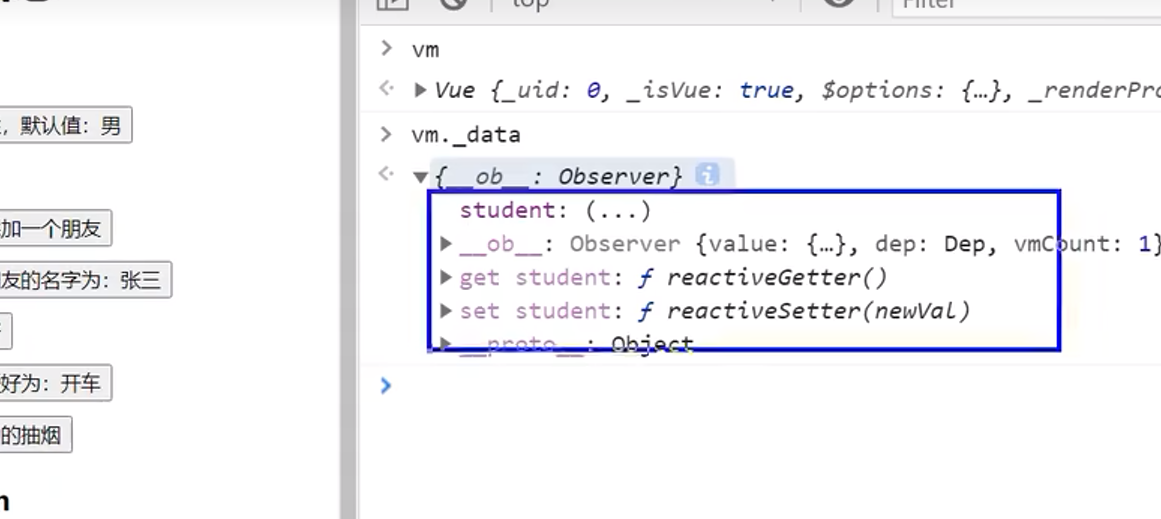 top
Filter
vm
Vue {_uid: 0, _isVue: true, $options: {…}, _renderPro
，默认值：男
vm._data
{__ob__: Observer}
student: (...)
加一个朋友
__ob__: Observer {value: {…}, dep: Dep, vmCount: 1}
友的名字为：张三
get student: ƒ reactiveGetter()
set student: ƒ reactiveSetter(newVal)
__proto__: Object
好为：开车
的抽烟